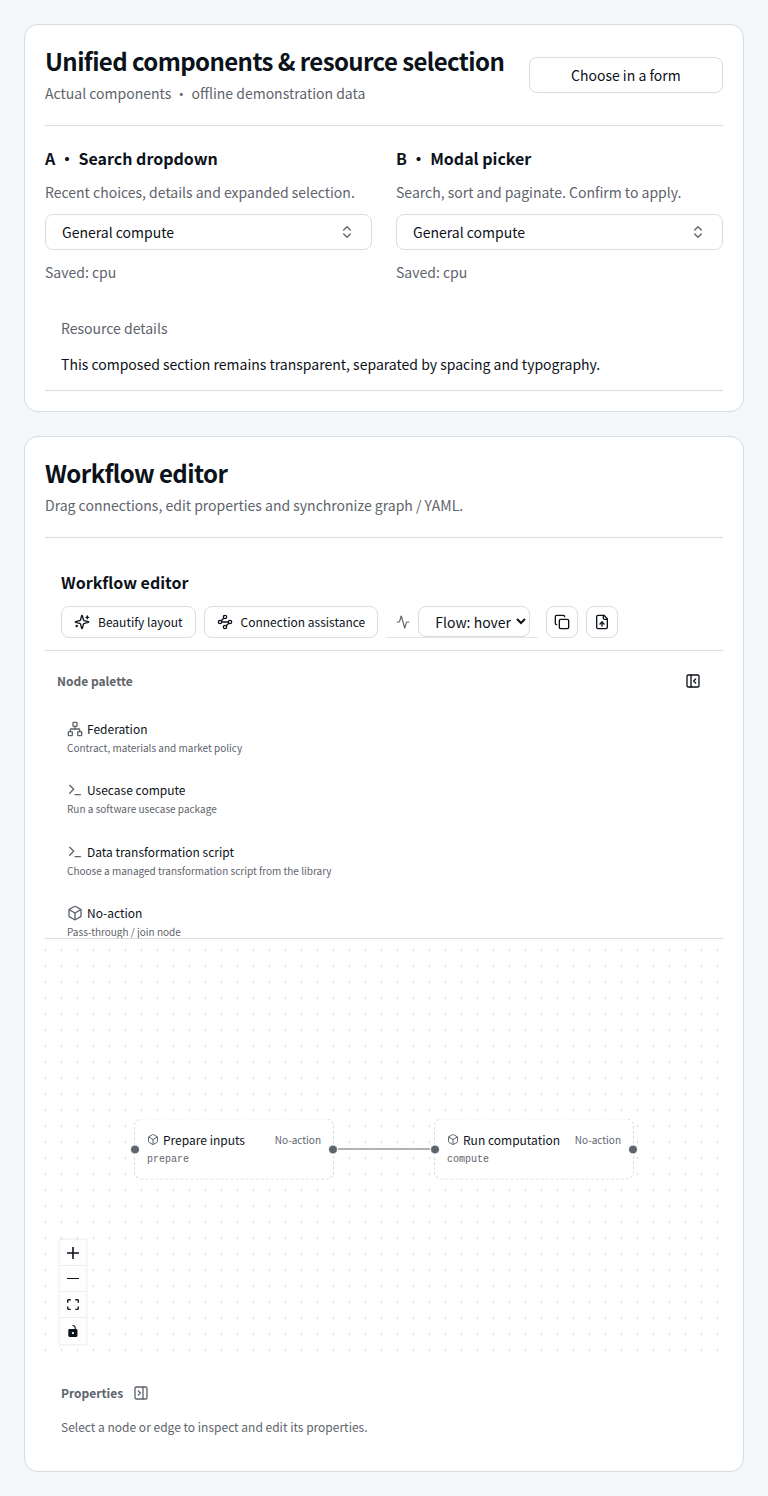 Unified components & resource selection
Choose in a form
Actual components • offline demonstration data
A • Search dropdown
Recent choices, details and expanded selection.
General compute
Saved: cpu
B • Modal picker
Search, sort and paginate. Confirm to apply.
General compute
Saved: cpu
Resource details
This composed section remains transparent, separated by spacing and typography.
Workflow editor
Drag connections, edit properties and synchronize graph / YAML.
Workflow editor
Beautify layout
Connection assistance
Flow: hover
Node palette
Federation
Contract, materials and market policy
Usecase compute
Run a software usecase package
Data transformation script
Choose a managed transformation script from the library
No-action
Pass-through / join node
Prepare inputs No-action
prepare
Run computation No-action
compute
Properties
Select a node or edge to inspect and edit its properties.